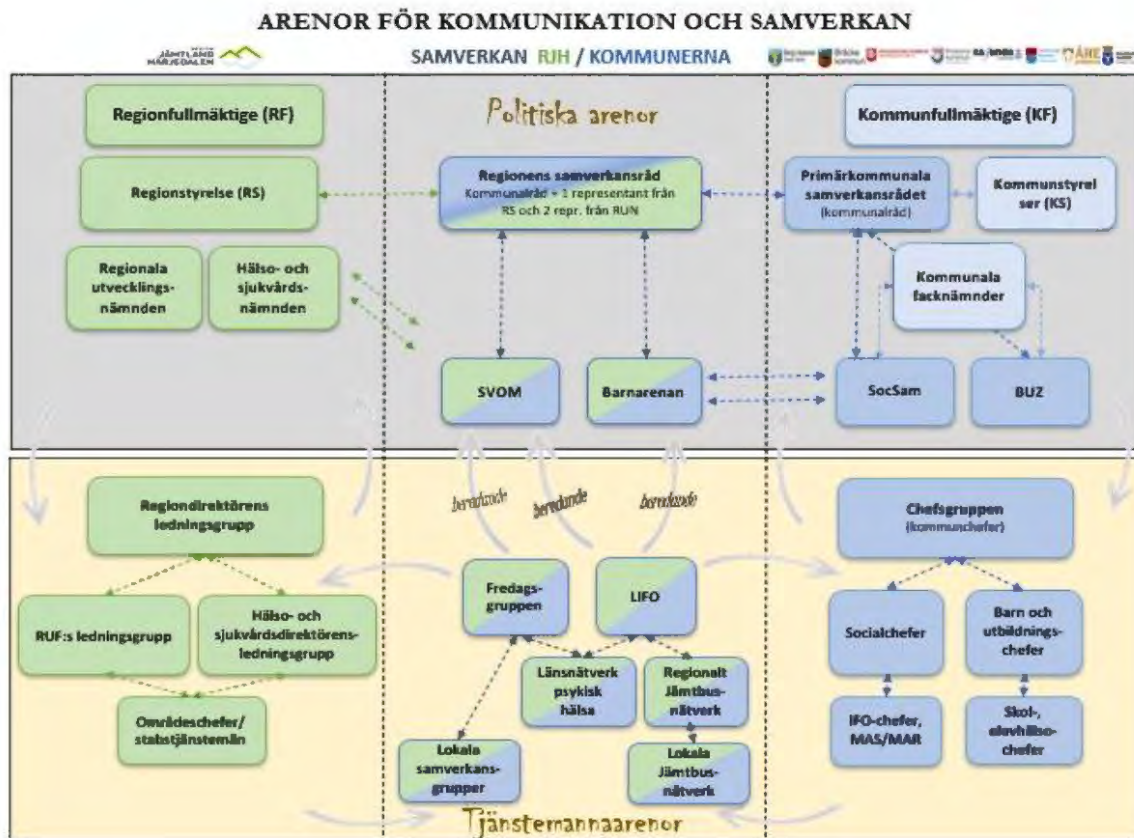 ARENOR FÖR KOMMUNIKATION OCH SAMVERKAN
REGION
JÄMTLAND
HÄRJEDALEN
SAMVERKAN RJH / KOMMUNERNA
ÅRE
Politiska arenor
Regionfullmäktige (RF)
Regionstyrelse (RS)
Regionala
utvecklings-
nämnden
Hälso- och
sjukvårds-
nämnden
Regionens samverkansråd
Kommunalråd + 1 representant från
RS och 2 repr. från RUN
SVOM
Barnarenan
Kommunfullmäktige (KF)
Primärkommunala
samverkansrådet
(kommunalråd)
Kommunstyrel
ser (KS)
Kommunala
facknämnder
SocSam
BUZ
Regiondirektörens
ledningsgrupp
RUF:s ledningsgrupp
Hälso- och
sjukvårdsdirektörens-
ledningsgrupp
Områdeschefer/
stabstjänstemän
beredande
beredande
beredande
Fredags-
gruppen
LIFO
Länsnätverk
psykisk
hälsa
Regionalt
Jämtbus-
nätverk
Lokala
samverkans-
grupper
Lokala
Jämtbus-
nätverk
Chefsgruppen
(kommunchefer)
Socialchefer
Barn och
utbildnings-
chefer
IFO-chefer,
MAS/MAR
Skol-,
elevhälso-
chefer
Tjänstemannaarenor